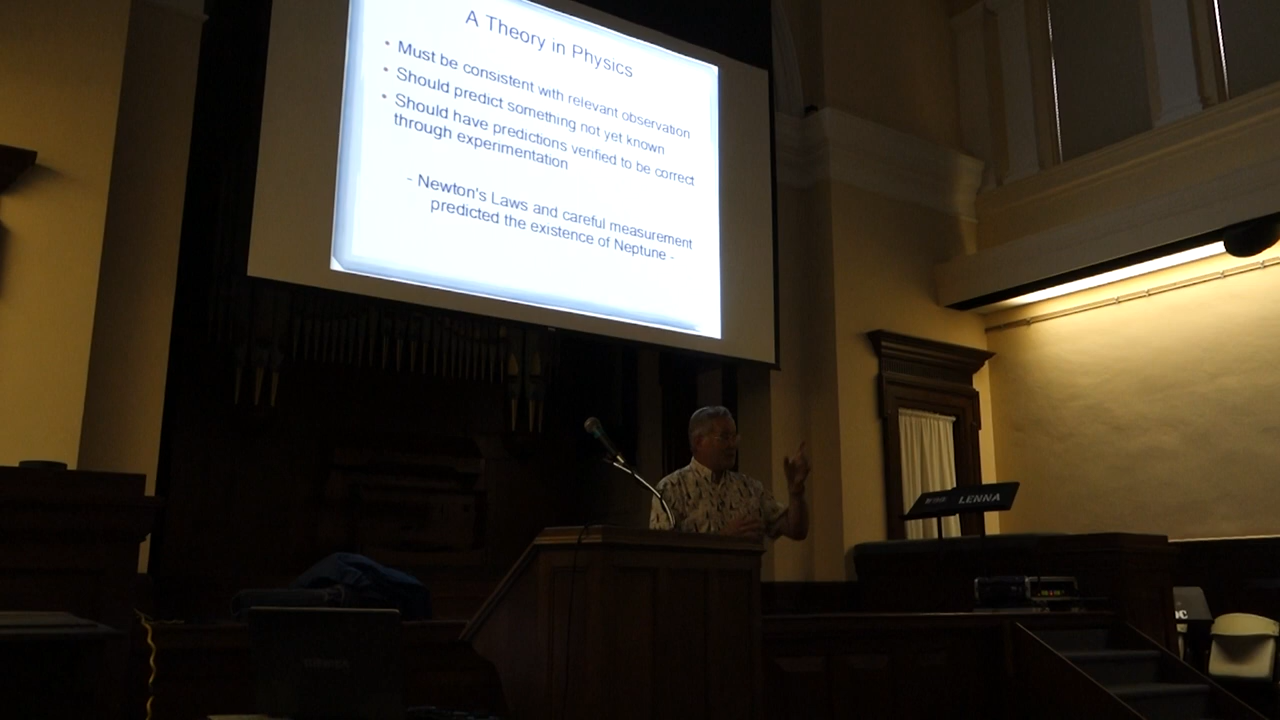 A Theory in Physics
• Must be consistent with relevant observation
• Should predict something not yet known
• Should have predictions verified to be correct
through experimentation
- Newton's Laws and careful measurement
predicted the existence of Neptune -
LENNA